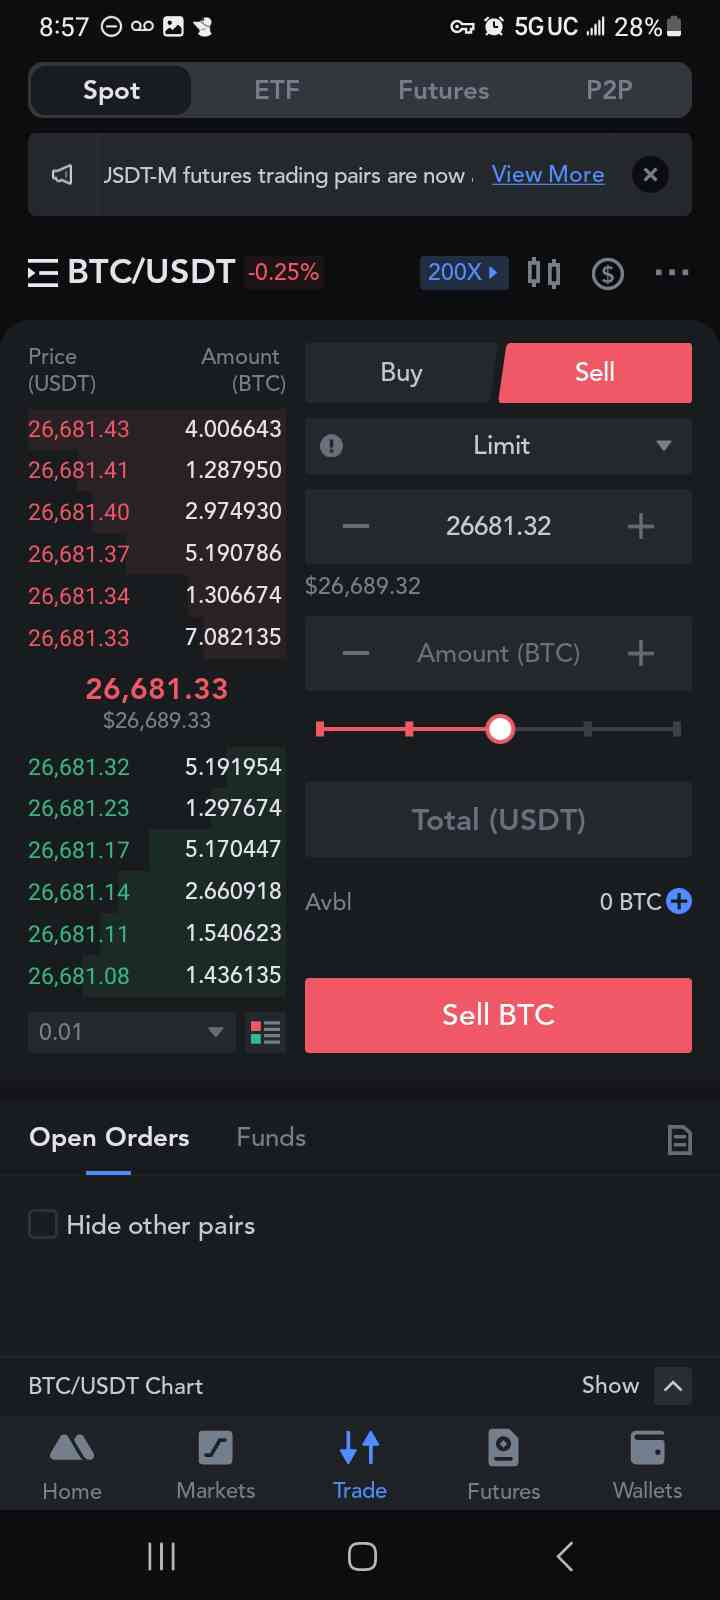 8:57 5G UC 28%
Spot ETF Futures P2P
USDT-M futures trading pairs are now View More
BTC/USDT -0.25% 200X
Price (USDT) Amount (BTC)
26,681.43 4.006643
26,681.41 1.287950
26,681.40 2.974930
26,681.37 5.190786
26,681.34 1.306674
26,681.33 7.082135
26,681.33
$26,689.33
26,681.32 5.191954
26,681.23 1.297674
26,681.17 5.170447
26,681.14 2.660918
26,681.11 1.540623
26,681.08 1.436135
0.01
Buy Sell
Limit
26681.32
$26,689.32
Amount (BTC)
Total (USDT)
Avbl 0 BTC
Sell BTC
Open Orders Funds
Hide other pairs
BTC/USDT Chart Show
Home Markets Trade Futures Wallets